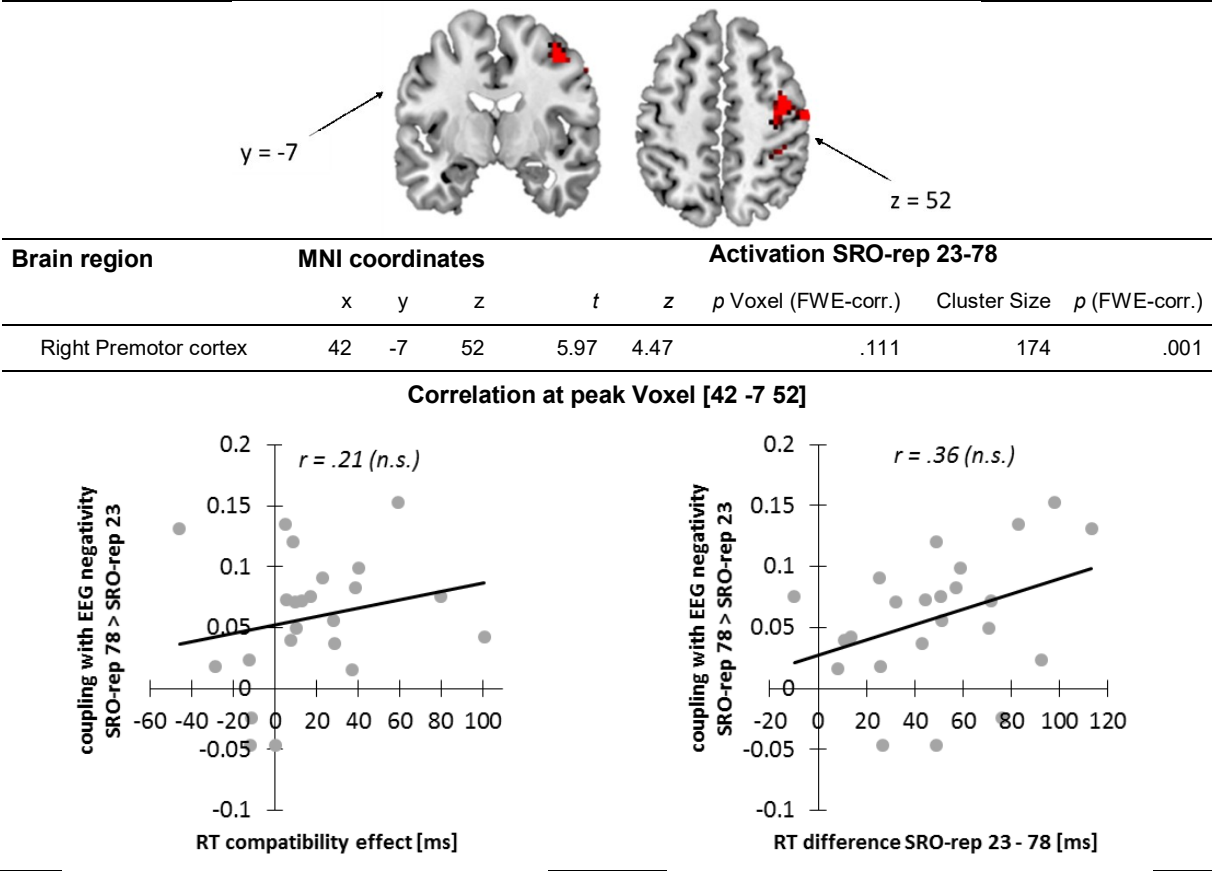 y = -7
z = 52
Brain region MNI coordinates Activation SRO-rep 23-78
x y z t z p Voxel (FWE-corr.) Cluster Size p (FWE-corr.)
Right Premotor cortex 42 -7 52 5.97 4.47 .111 174 .001
Correlation at peak Voxel [42 -7 52]
coupling with EEG negativity
SRO-rep 78 > SRO-rep 23
r = .21 (n.s.)
0.2
0.15
0.1
0.05
0
-0.05
-0.1
-60 -40 -20 0 20 40 60 80 100
RT compatibility effect [ms]
coupling with EEG negativity
SRO-rep 78 > SRO-rep 23
r = .36 (n.s.)
0.2
0.15
0.1
0.05
0
-0.05
-0.1
-20 0 20 40 60 80 100 120
RT difference SRO-rep 23 - 78 [ms]